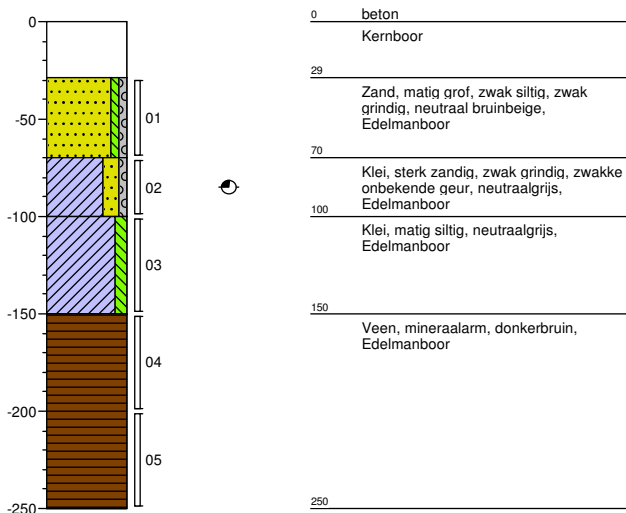 0
-50
-100
-150
-200
-250
01
02
03
04
05
0 beton
Kernboor
29
Zand, matig grof, zwak siltig, zwak
grindig, neutraal bruinbeige,
Edelmanboor
70
Klei, sterk zandig, zwak grindig, zwakke
onbekende geur, neutraalgrijs,
Edelmanboor
100
Klei, matig siltig, neutraalgrijs,
Edelmanboor
150
Veen, mineraalarm, donkerbruin,
Edelmanboor
250